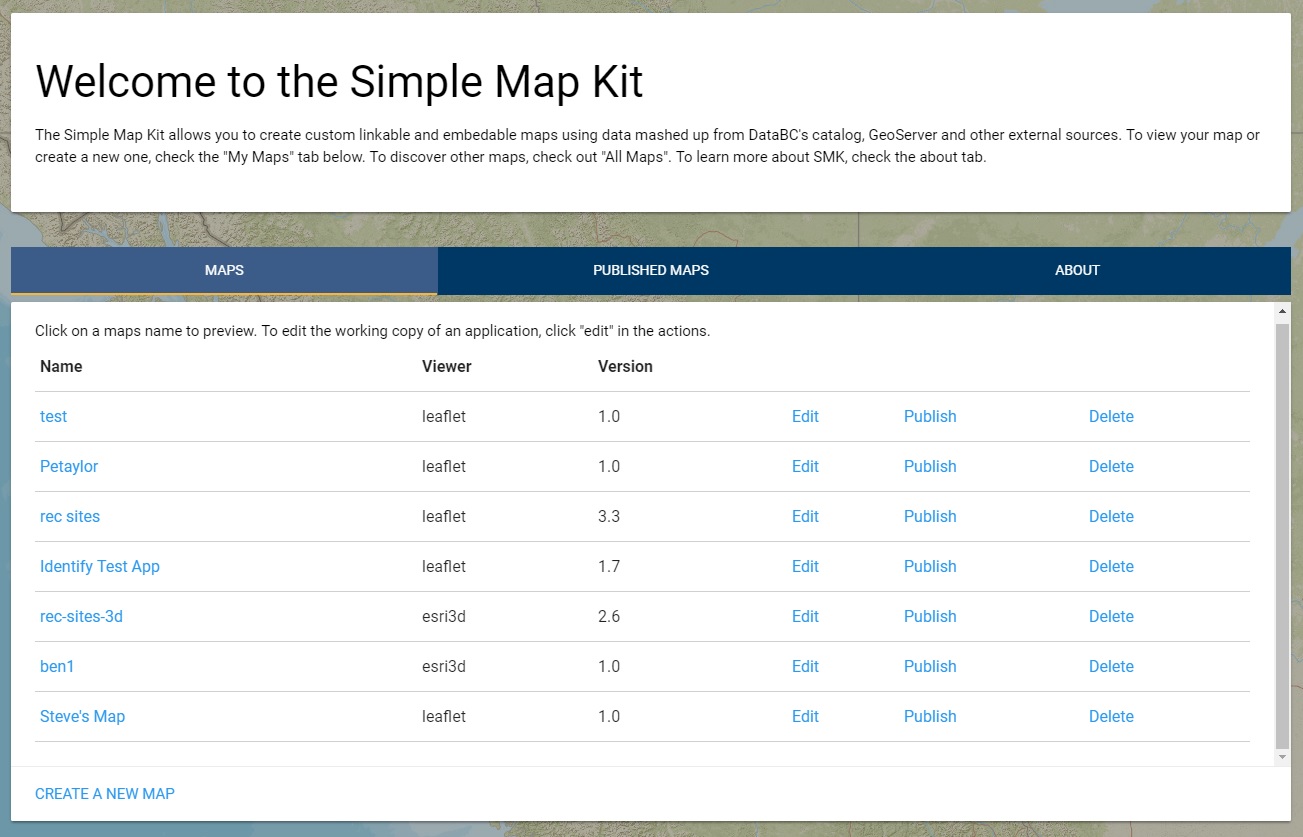 Welcome to the Simple Map Kit
The Simple Map Kit allows you to create custom linkable and embedable maps using data mashed up from DataBC's catalog, GeoServer and other external sources. To view your map or
create a new one, check the "My Maps" tab below. To discover other maps, check out "All Maps". To learn more about SMK, check the about tab.
MAPS PUBLISHED MAPS ABOUT
Click on a maps name to preview. To edit the working copy of an application, click "edit" in the actions.
Name Viewer Version
test leaflet 1.0 Edit Publish Delete
Petaylor leaflet 1.0 Edit Publish Delete
rec sites leaflet 3.3 Edit Publish Delete
Identify Test App leaflet 1.7 Edit Publish Delete
rec-sites-3d esri3d 2.6 Edit Publish Delete
ben1 esri3d 1.0 Edit Publish Delete
Steve's Map leaflet 1.0 Edit Publish Delete
CREATE A NEW MAP